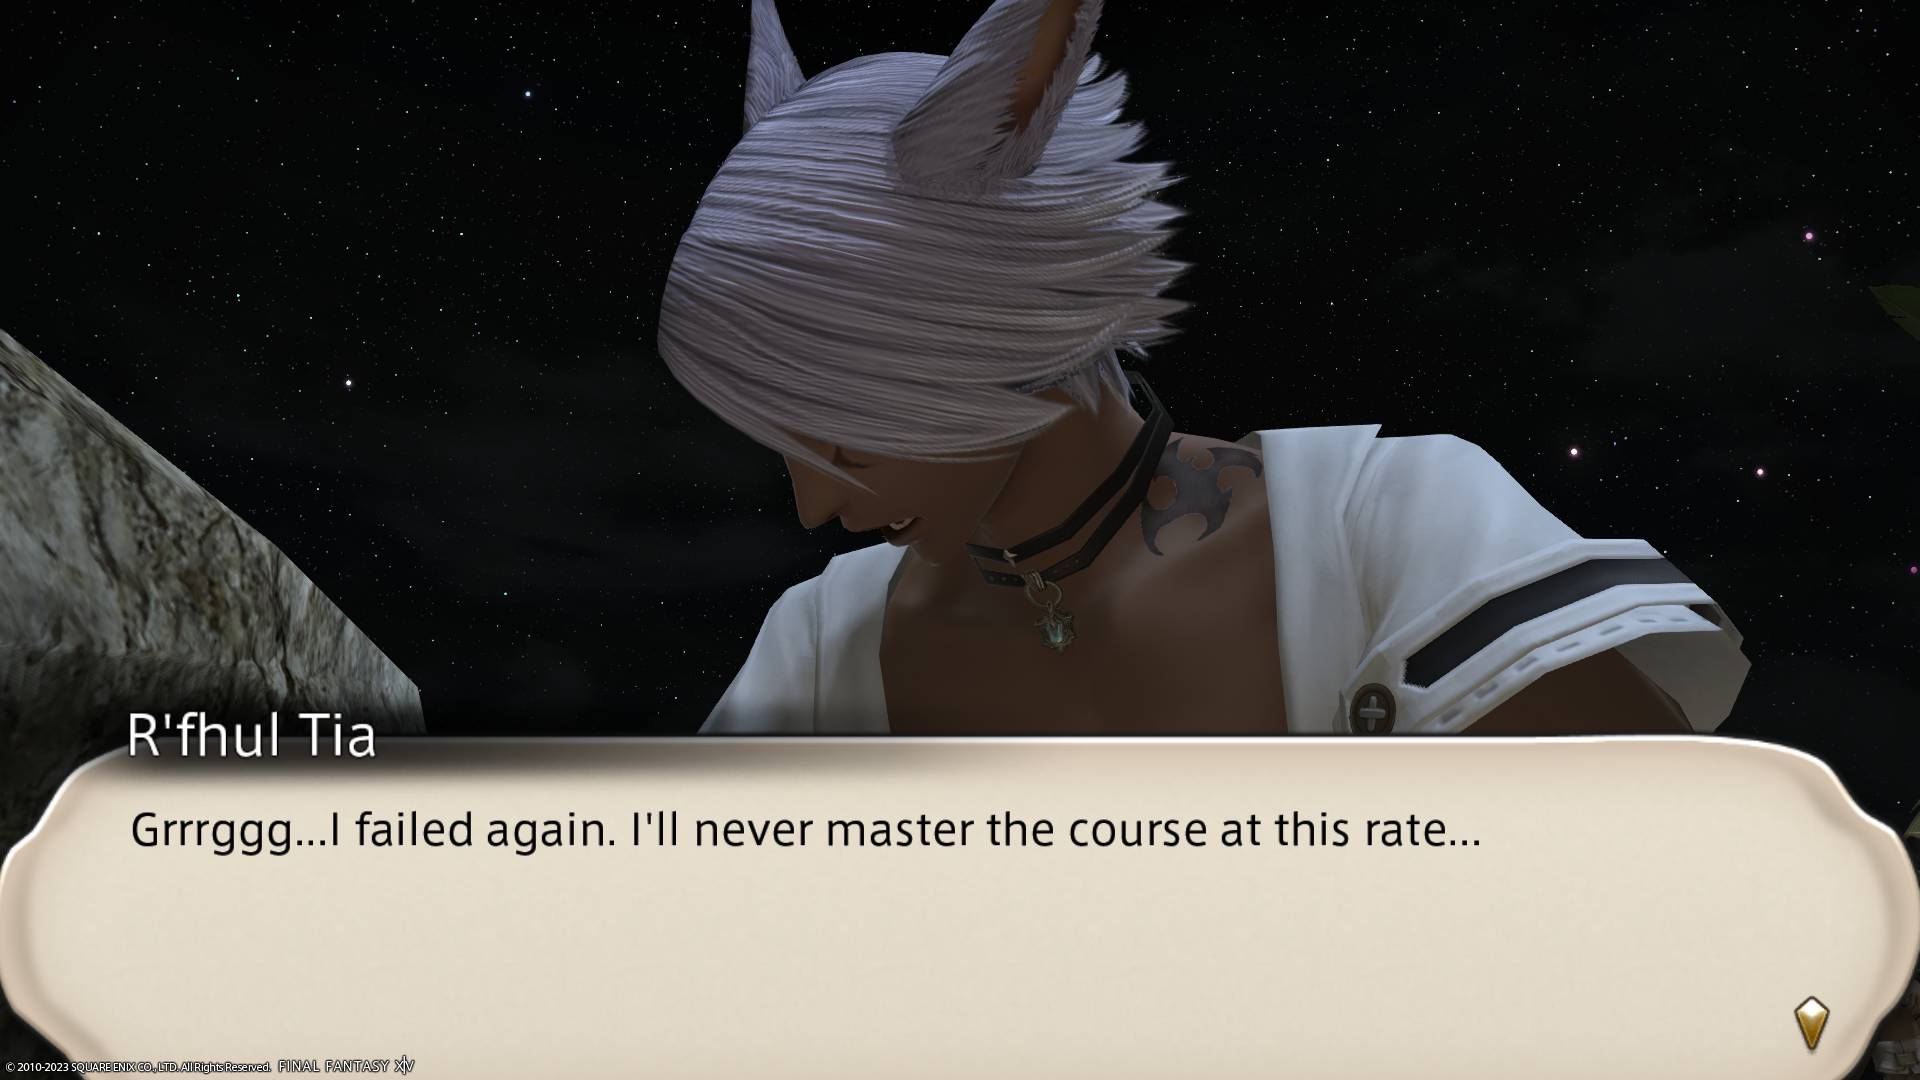 R'fhul Tia
Grrrggg...I failed again. I'll never master the course at this rate...
© 2010-2023 SQUARE ENIX CO., LTD. All Rights Reserved. FINAL FANTASY XIV